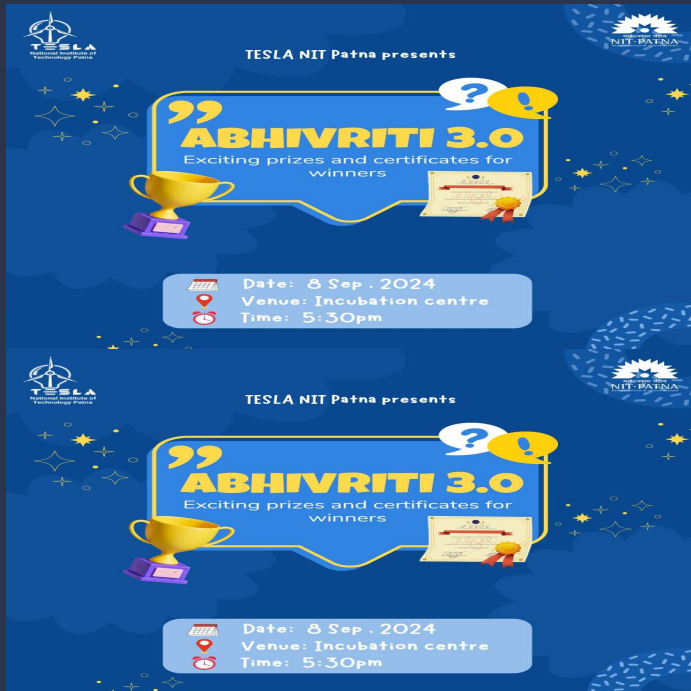 TESLA
National Institute of
Technology Patna
NIT-PATNA
TESLA NIT Patna presents
?
!
ABHIVRITI 3.0
Exciting prizes and certificates for
winners
Date: 8 Sep . 2024
Venue: Incubation centre
Time: 5:30pm
TESLA
National Institute of
Technology Patna
NIT-PATNA
TESLA NIT Patna presents
?
!
ABHIVRITI 3.0
Exciting prizes and certificates for
winners
Date: 8 Sep . 2024
Venue: Incubation centre
Time: 5:30pm